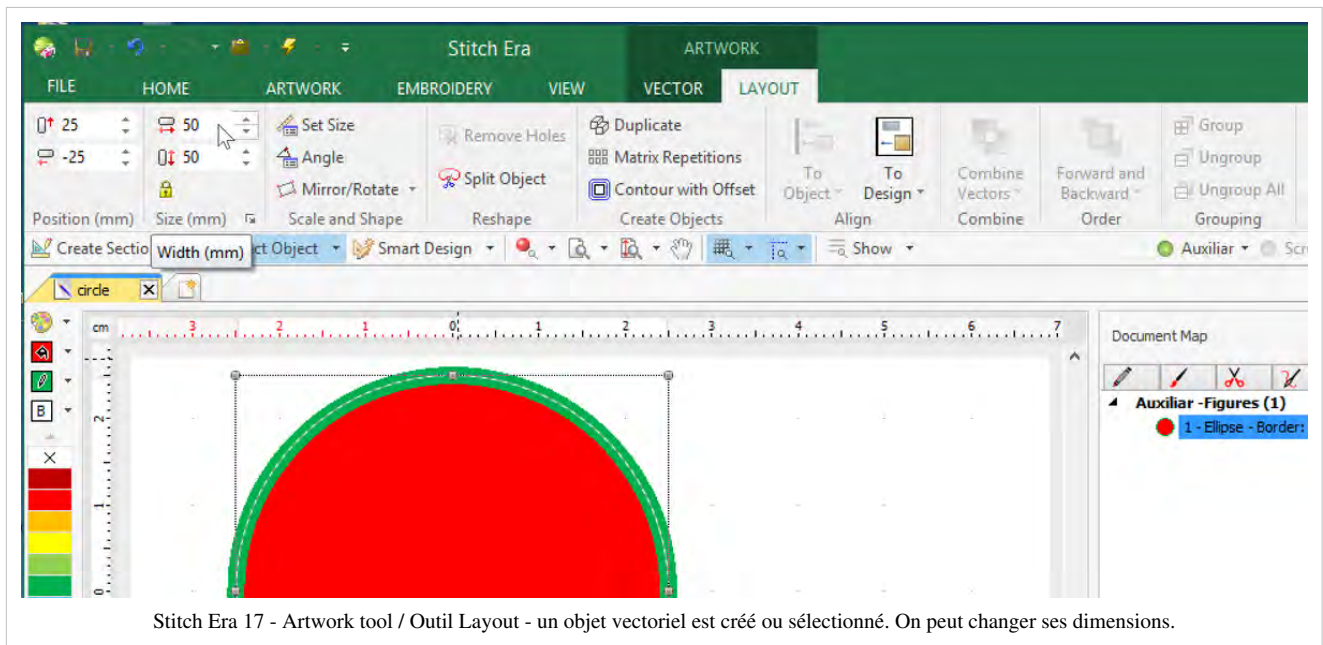 Stitch Era ARTWORK
FILE HOME ARTWORK EMBROIDERY VIEW VECTOR LAYOUT
25 50 Set Size Remove Holes Duplicate Group
-25 50 Angle Matrix Repetitions To Object To Design Combine Vectors Forward and Backward Ungroup
Mirror/Rotate Split Object Contour with Offset Ungroup All
Position (mm) Size (mm) Scale and Shape Reshape Create Objects Align Combine Order Grouping
Create Sectio Width (mm) ct Object Smart Design Show Auxiliar Scr
circle
cm 3 2 1 0 1 2 3 4 5 6 7 Document Map
B
2
1
0
Auxiliar -Figures (1)
1 - Ellipse - Border:
Stitch Era 17 - Artwork tool / Outil Layout - un objet vectoriel est créé ou sélectionné. On peut changer ses dimensions.